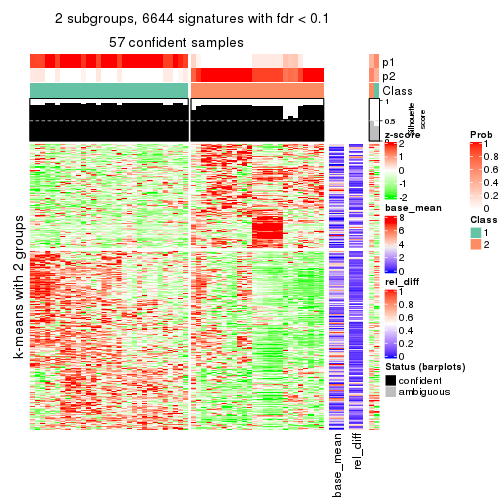 2 subgroups, 6644 signatures with fdr < 0.1
57 confident samples
p1
p2
Class
1
0.5
0
Silhouette
score
z-score
2
1
0
-1
-2
base_mean
8
6
4
2
0
rel_diff
1
0.8
0.6
0.4
0.2
0
Status (barplots)
confident
ambiguous
Prob
1
0.8
0.6
0.4
0.2
0
Class
1
2
k-means with 2 groups
base_mean
rel_diff